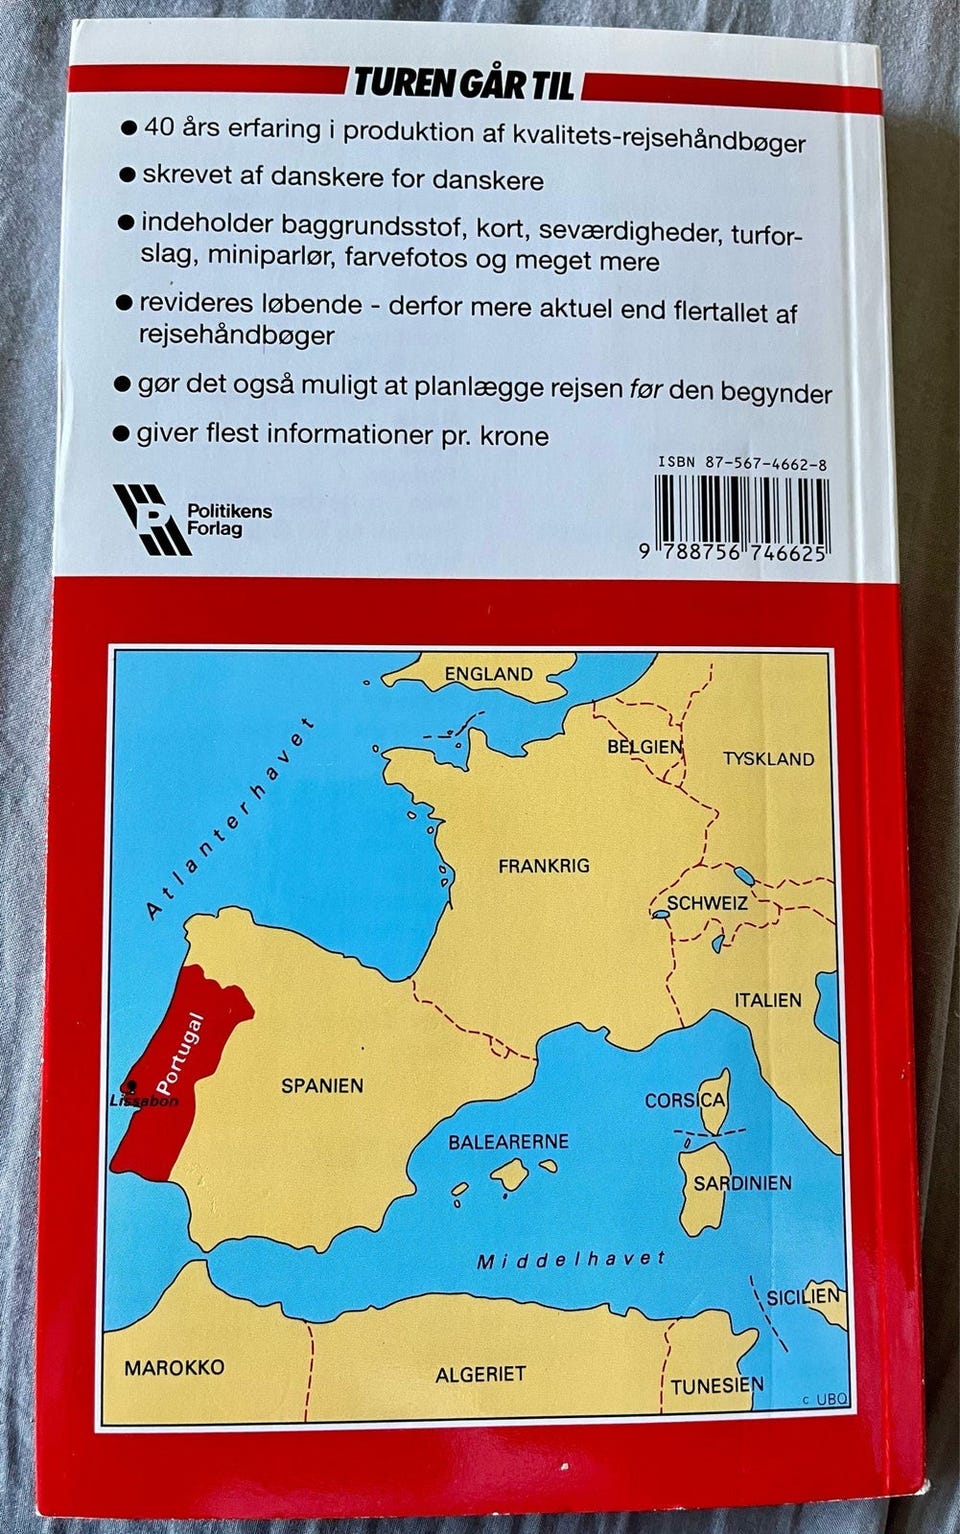 TUREN GÅR TIL
● 40 års erfaring i produktion af kvalitets-rejsehåndbøger
● skrevet af danskere for danskere
● indeholder baggrundsstof, kort, seværdigheder, turfor-
slag, miniparlør, farvefotos og meget mere
● revideres løbende - derfor mere aktuel end flertallet af
rejsehåndbøger
● gør det også muligt at planlægge rejsen før den begynder
● giver flest informationer pr. krone
ISBN 87-567-4662-8
P
Politikens
Forlag
9 788756 746625
ENGLAND
Atlanterhavet
BELGIEN
TYSKLAND
FRANKRIG
SCHWEIZ
ITALIEN
Portugal
Lissabon
SPANIEN
CORSICA
BALEARERNE
SARDINIEN
Middelhavet
SICILIEN
MAROKKO
ALGERIET
TUNESIEN
c UBO